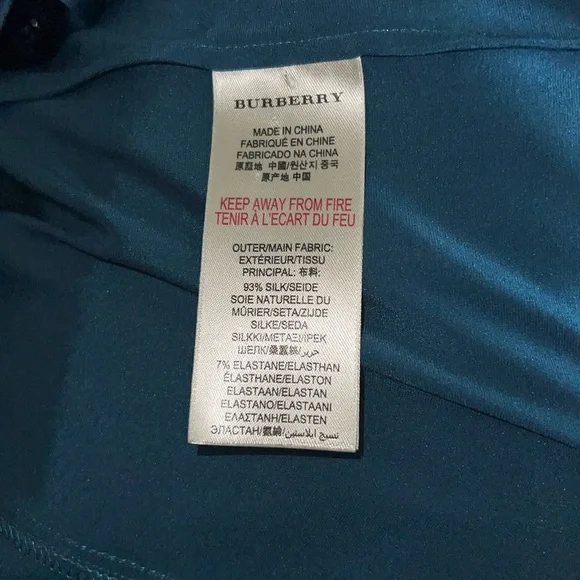 BURBERRY
MADE IN CHINA
FABRIQUÉ EN CHINE
FABRICADO NA CHINA
原産地 中國/원산지 중국
原产地 中国
KEEP AWAY FROM FIRE
TENIR À L'ECART DU FEU
OUTER/MAIN FABRIC:
EXTÉRIEUR/TISSU
PRINCIPAL: 布料:
93% SILK/SEIDE
SOIE NATURELLE DU
MÛRIER/SETA/ZIJDE
SILKE/SEDA
SILKKI/ΜΕΤΑΞΙ/İPEK
ШЕЛК/桑蠶絲/حرير
7% ELASTANE/ELASTHAN
ÉLASTHANE/ELASTON
ELASTAAN/ELASTAN
ELASTANO/ELASTAANI
ΕΛΑΣΤΑΝΗ/ELASTAN
ЭЛАСТАН/氨綸/نسيج ايلاستين